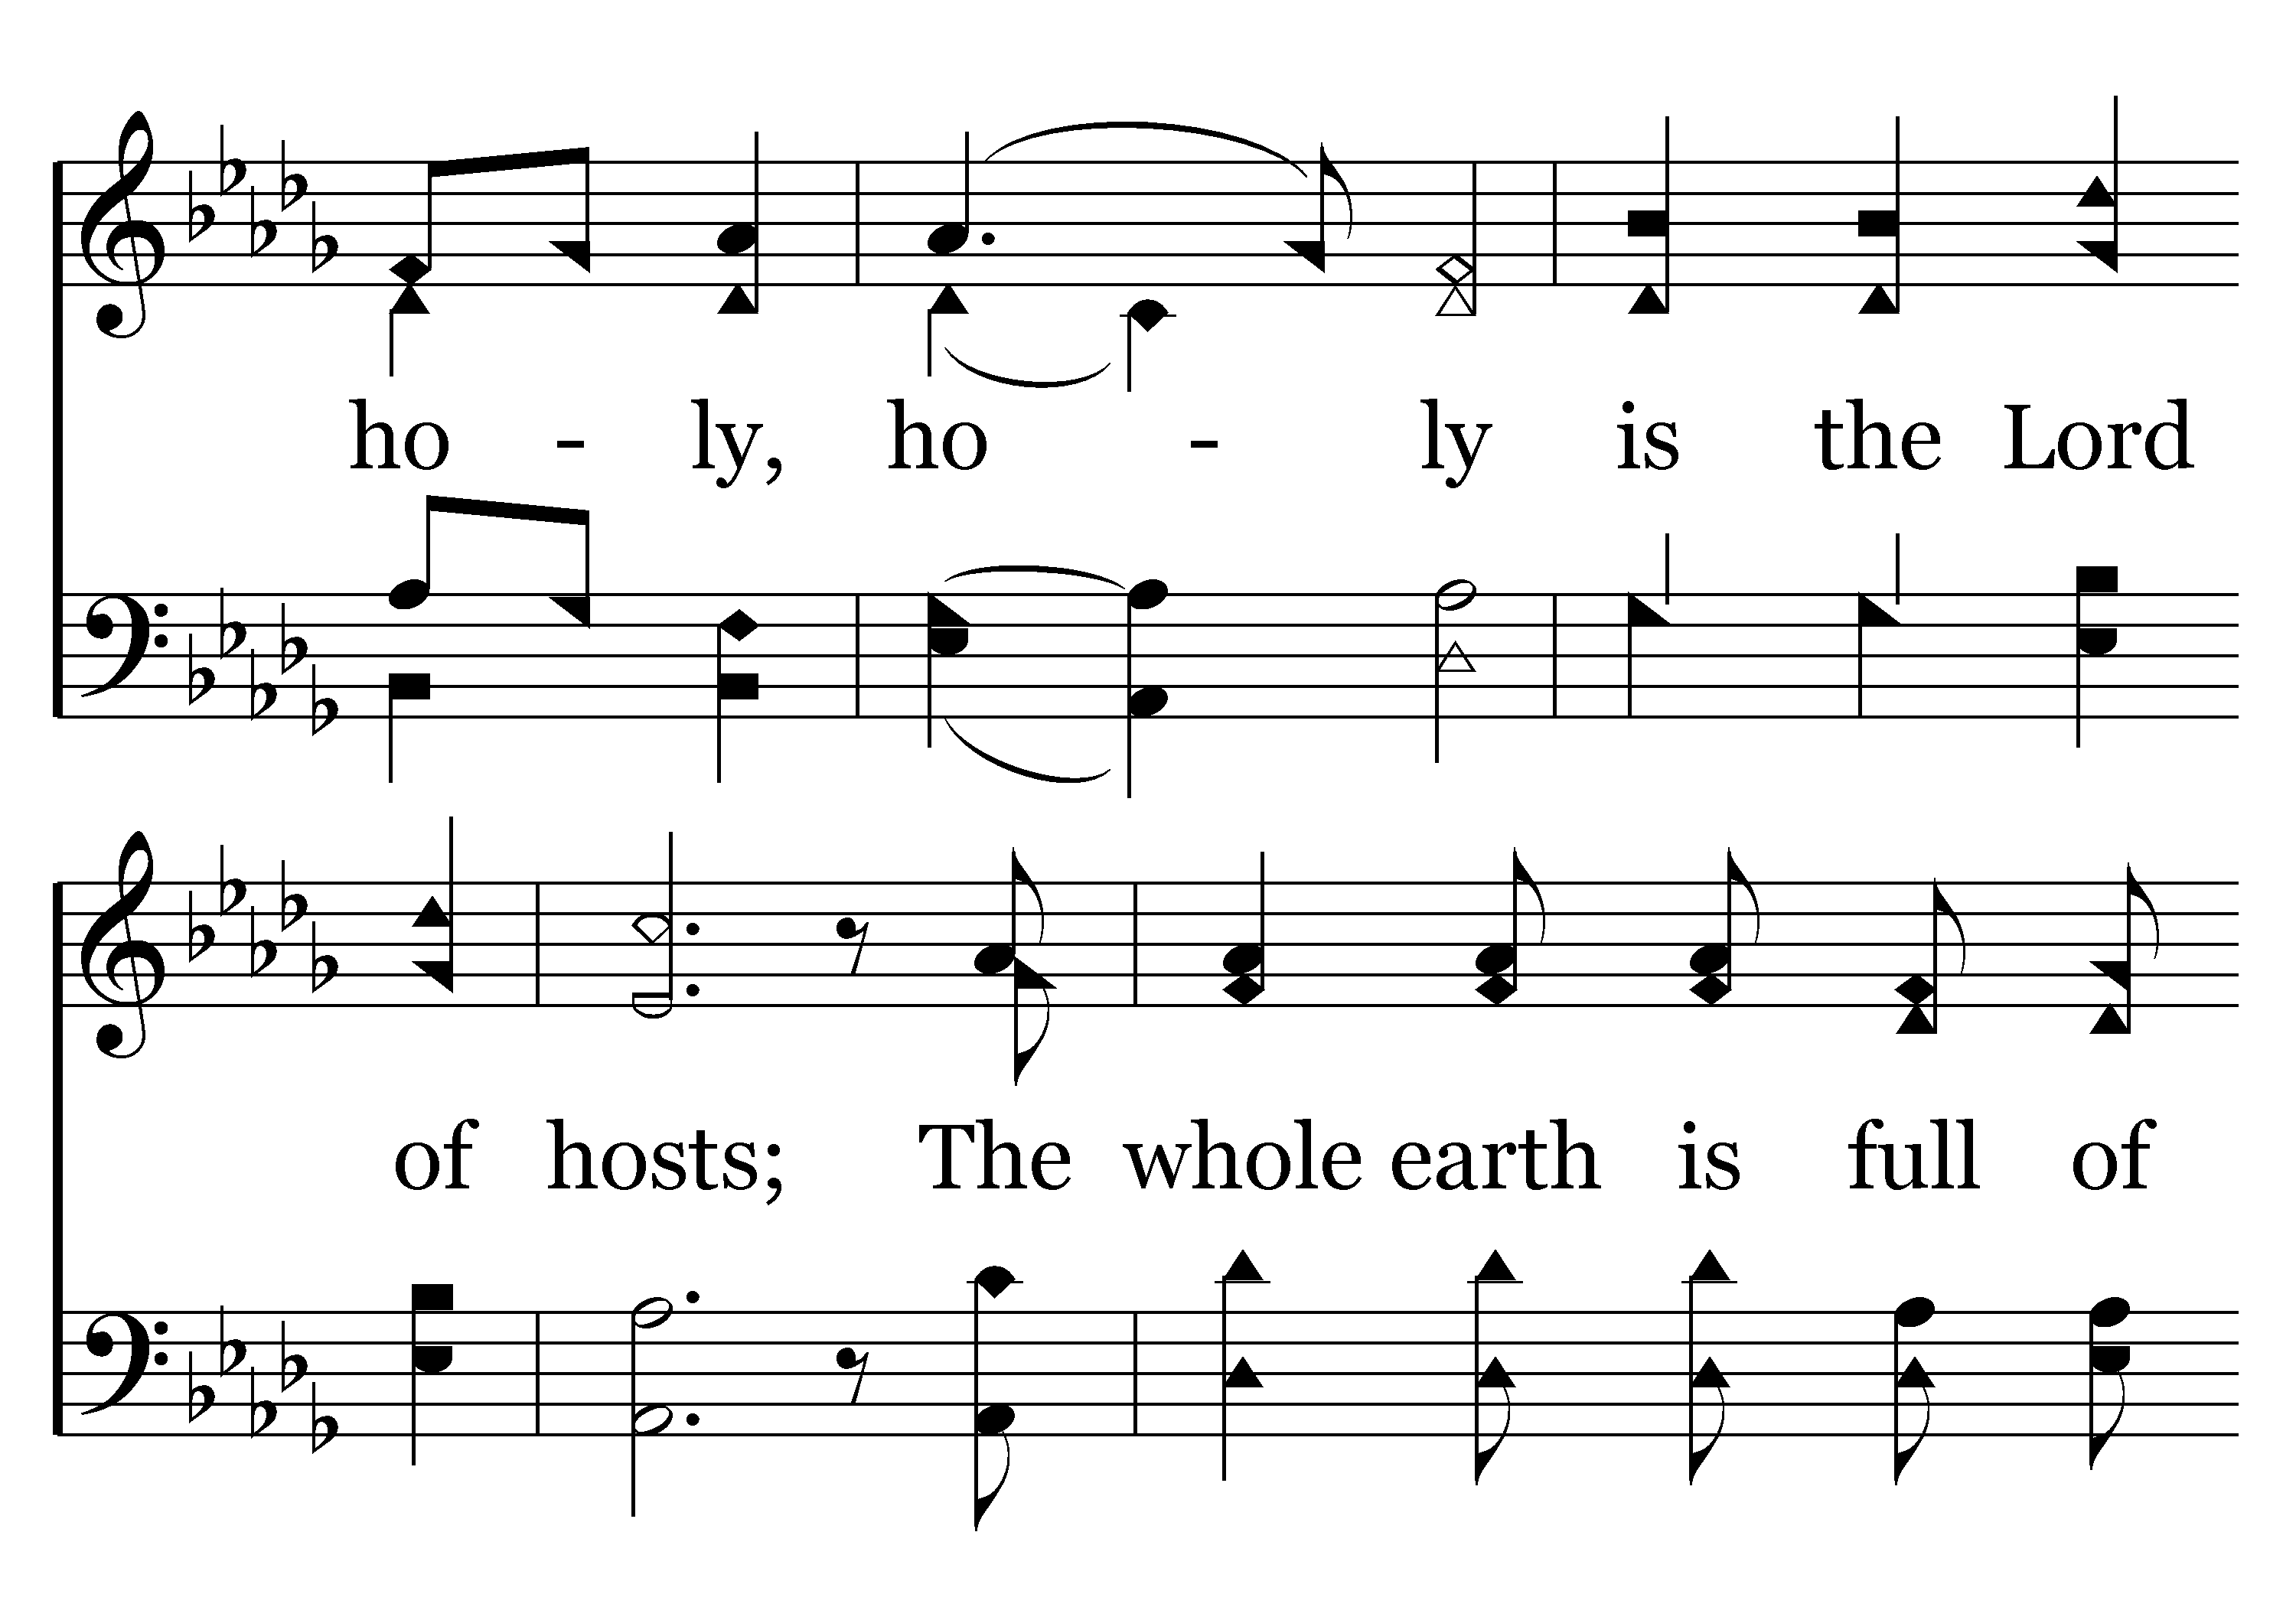 ho - ly, ho - ly is the Lord
of hosts; The whole earth is full of